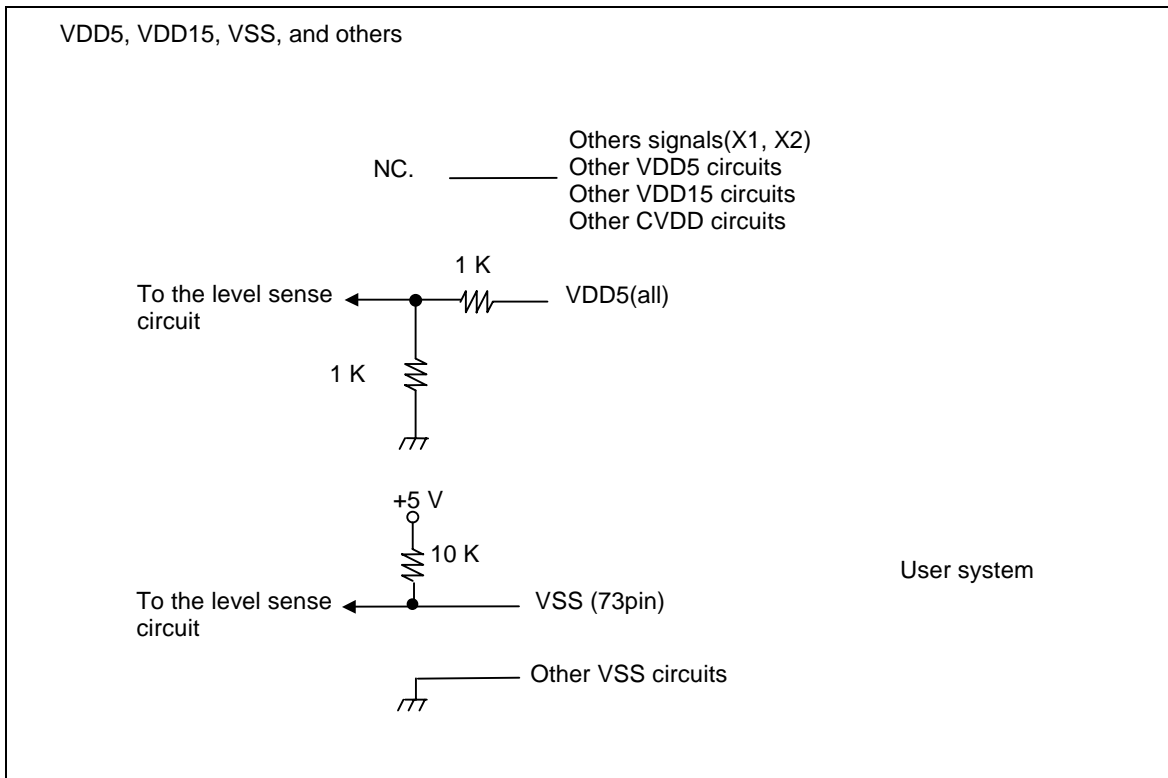 VDD5, VDD15, VSS, and others
Others signals(X1, X2)
NC.
Other VDD5 circuits
Other VDD15 circuits
Other CVDD circuits
1 K
To the level sense
circuit
VDD5(all)
1 K
+5 V
10 K
User system
To the level sense
circuit
VSS (73pin)
Other VSS circuits